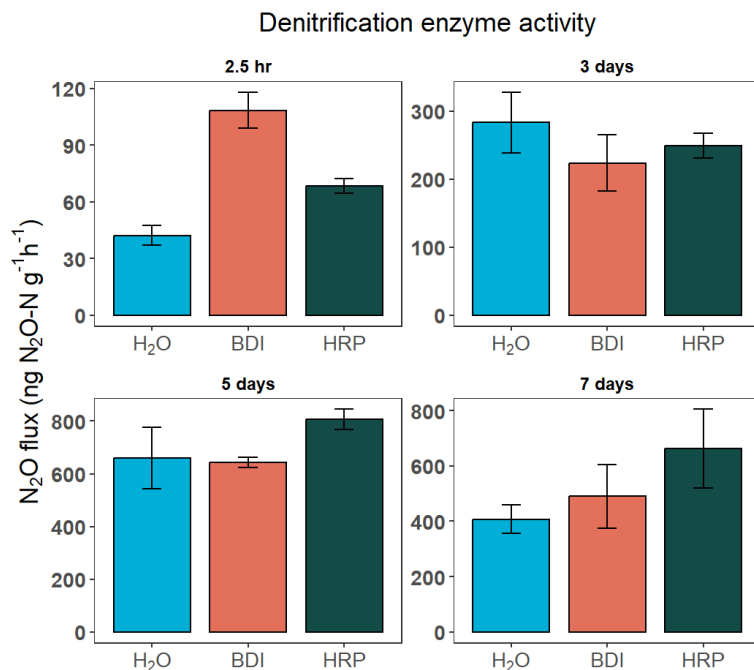 Denitrification enzyme activity
N₂O flux (ng N₂O-N g⁻¹h⁻¹)
2.5 hr
120
90
60
30
0
H₂O BDI HRP
3 days
300
200
100
0
H₂O BDI HRP
5 days
800
600
400
200
0
H₂O BDI HRP
7 days
800
600
400
200
0
H₂O BDI HRP